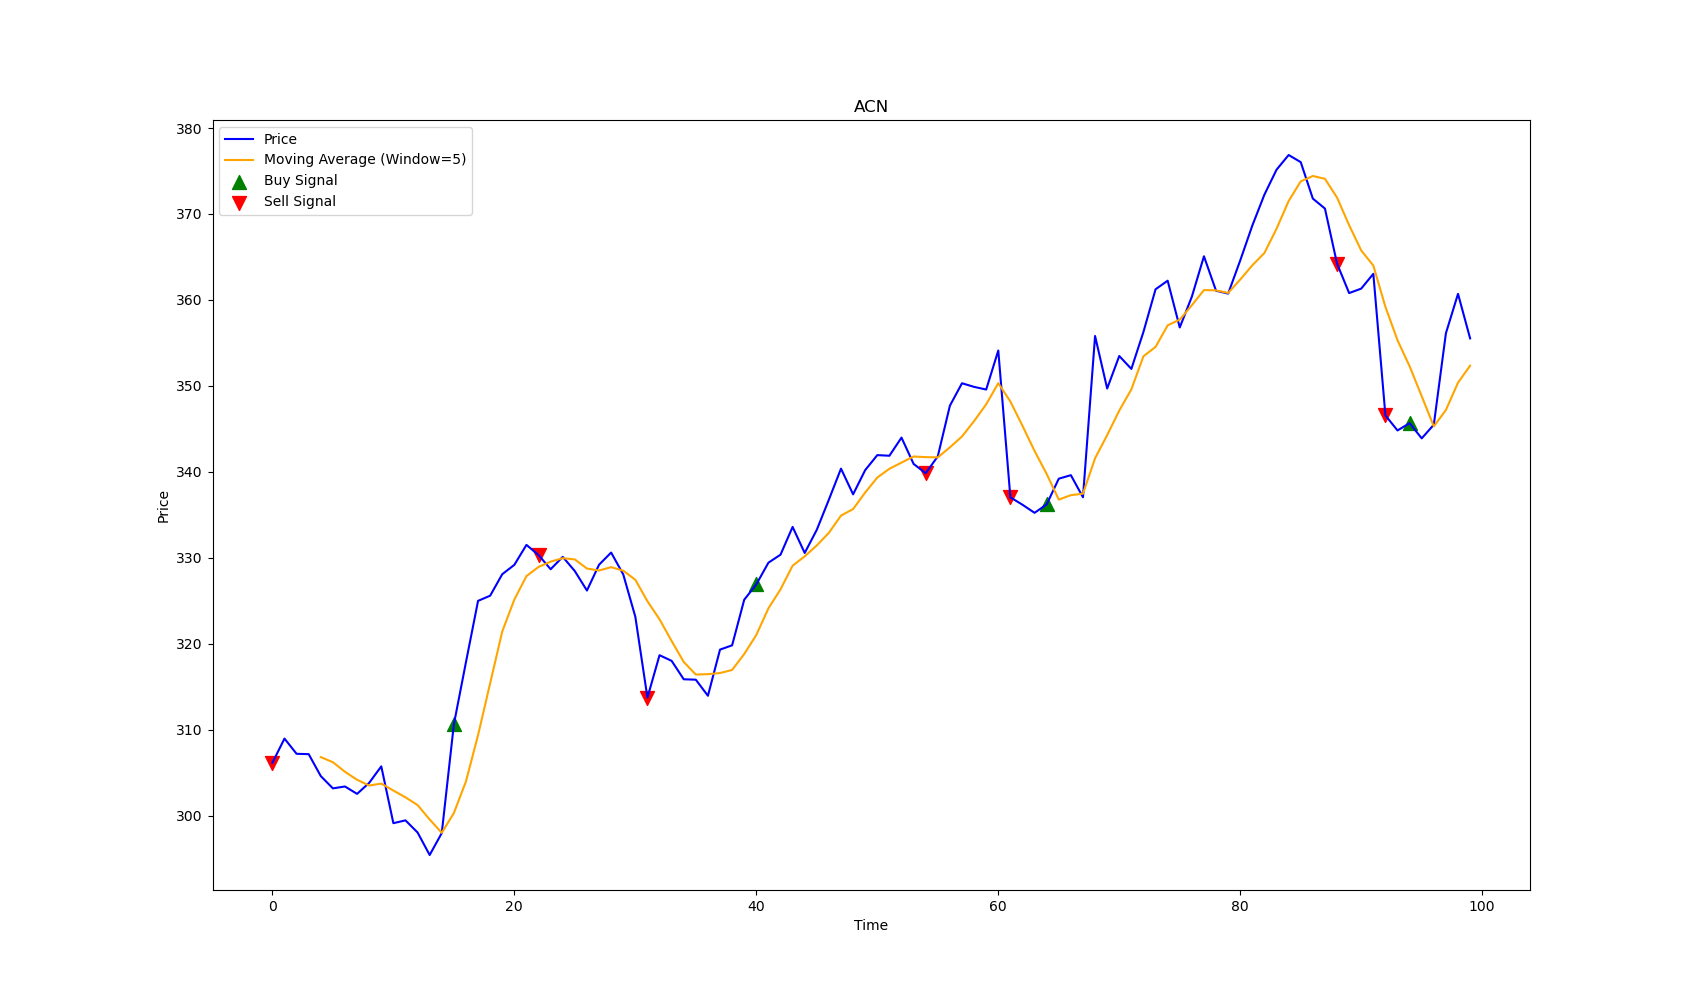 ACN
Price
Moving Average (Window=5)
Buy Signal
Sell Signal
380
370
360
350
340
330
320
310
300
Price
0 20 40 60 80 100
Time